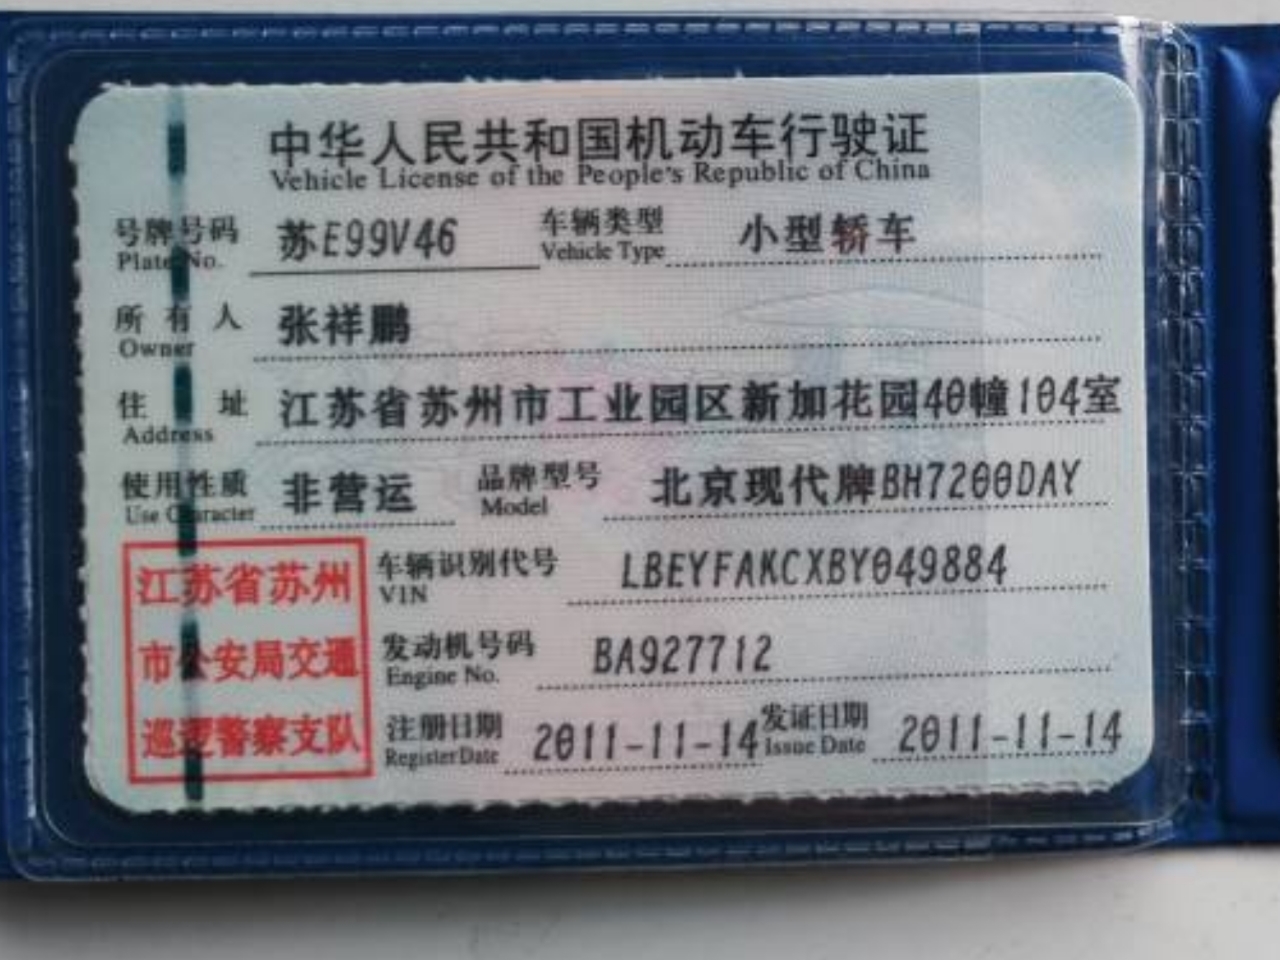 中华人民共和国机动车行驶证
Vehicle License of the People's Republic of China
号牌号码 苏E99V46 车辆类型 小型轿车
Plate No. Vehicle Type
所有人 张祥鹏
Owner
住址 江苏省苏州市工业园区新加花园40幢104室
Address
使用性质 非营运 品牌型号 北京现代牌BH7200DAY
Use Character Model
车辆识别代号 LBEYFAKCXBY049884
VIN
发动机号码 BA927712
Engine No.
注册日期 2011-11-14 发证日期 2011-11-14
Register Date Issue Date
江苏省苏州
市公安局交通
巡逻警察支队